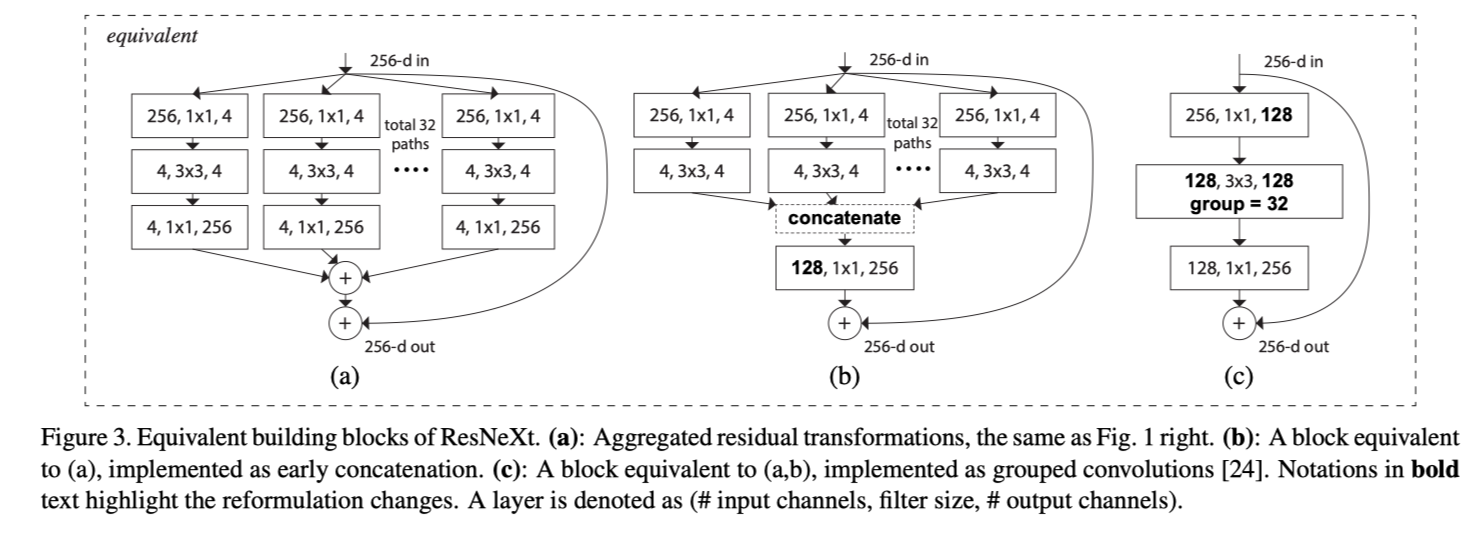 equivalent
256-d in
256, 1x1, 4
256, 1x1, 4
total 32
paths
256, 1x1, 4
4, 3x3, 4
4, 3x3, 4
....
4, 3x3, 4
4, 1x1, 256
4, 1x1, 256
4, 1x1, 256
+
+
256-d out
(a)
256-d in
256, 1x1, 4
256, 1x1, 4
total 32
paths
256, 1x1, 4
4, 3x3, 4
4, 3x3, 4
....
4, 3x3, 4
concatenate
128, 1x1, 256
+
256-d out
(b)
256-d in
256, 1x1, 128
128, 3x3, 128
group = 32
128, 1x1, 256
+
256-d out
(c)
Figure 3. Equivalent building blocks of ResNeXt. (a): Aggregated residual transformations, the same as Fig. 1 right. (b): A block equivalent
to (a), implemented as early concatenation. (c): A block equivalent to (a,b), implemented as grouped convolutions [24]. Notations in bold
text highlight the reformulation changes. A layer is denoted as (# input channels, filter size, # output channels).